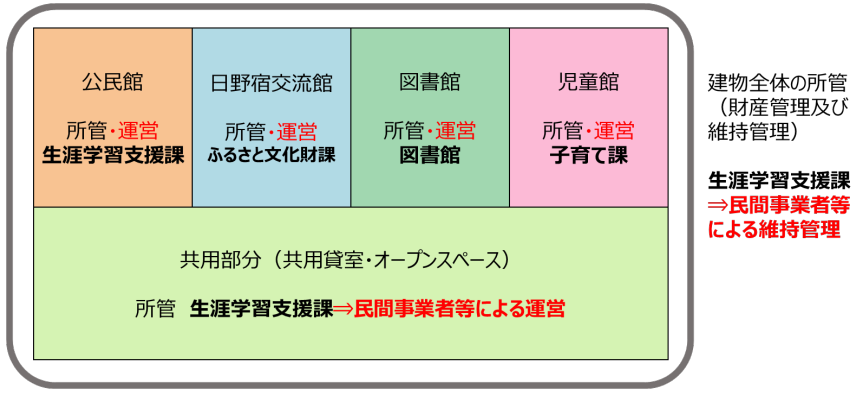 公民館
所管・運営
生涯学習支援課
日野宿交流館
所管・運営
ふるさと文化財課
図書館
所管・運営
図書館
児童館
所管・運営
子育て課
共用部分（共用貸室・オープンスペース）
所管 生涯学習支援課⇒民間事業者等による運営
建物全体の所管
（財産管理及び
維持管理）
生涯学習支援課
⇒民間事業者等
による維持管理